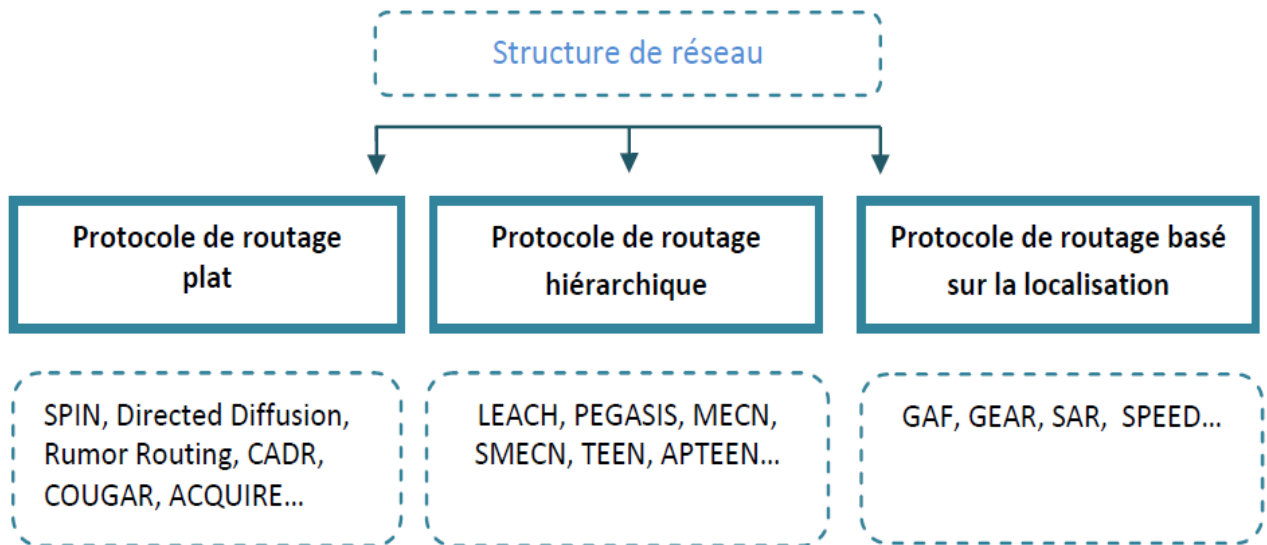 Structure de réseau
Protocole de routage
plat
Protocole de routage
hiérarchique
Protocole de routage basé
sur la localisation
SPIN, Directed Diffusion,
Rumor Routing, CADR,
COUGAR, ACQUIRE...
LEACH, PEGASIS, MECN,
SMECN, TEEN, APTEEN...
GAF, GEAR, SAR, SPEED...